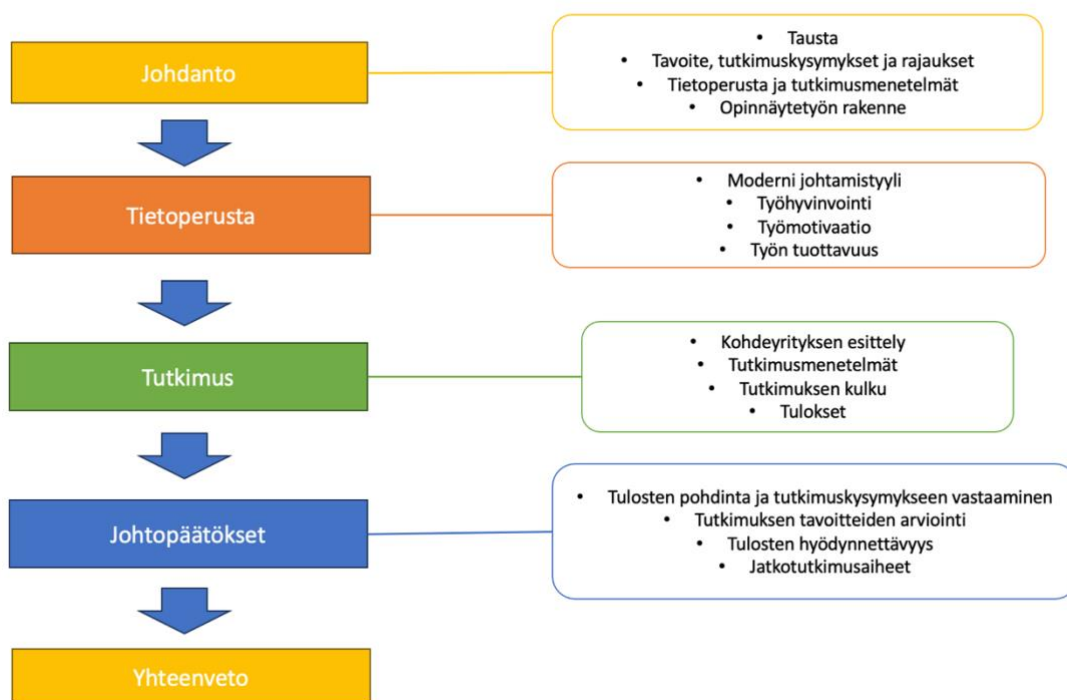 Johdanto
• Tausta
• Tavoite, tutkimuskysymykset ja rajaukset
• Tietoperusta ja tutkimusmenetelmät
• Opinnäytetyön rakenne
Tietoperusta
• Moderni johtamistyyli
• Työhyvinvointi
• Työmotivaatio
• Työn tuottavuus
Tutkimus
• Kohdeyrityksen esittely
• Tutkimusmenetelmät
• Tutkimuksen kulku
• Tulokset
Johtopäätökset
• Tulosten pohdinta ja tutkimuskysymykseen vastaaminen
• Tutkimuksen tavoitteiden arviointi
• Tulosten hyödynnettävyys
• Jatkotutkimusaiheet
Yhteenveto